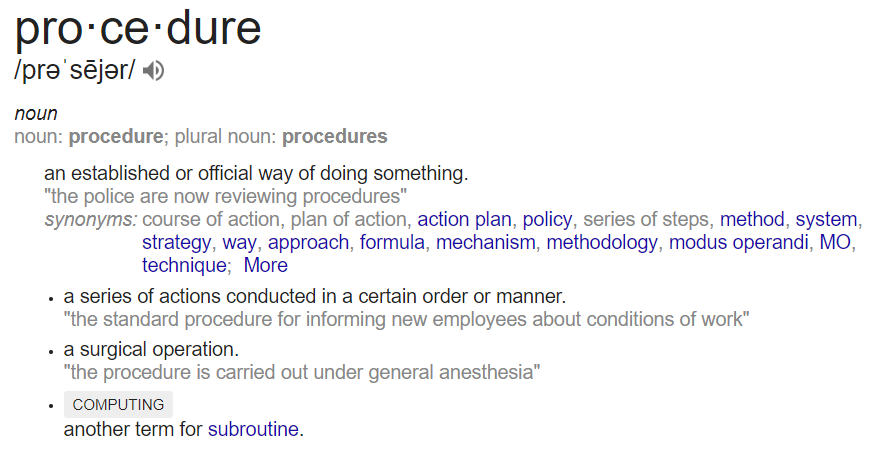 pro·ce·dure
/prəˈsējər/
noun
noun: procedure; plural noun: procedures
an established or official way of doing something.
"the police are now reviewing procedures"
synonyms: course of action, plan of action, action plan, policy, series of steps, method, system,
strategy, way, approach, formula, mechanism, methodology, modus operandi, MO,
technique; More
• a series of actions conducted in a certain order or manner.
"the standard procedure for informing new employees about conditions of work"
• a surgical operation.
"the procedure is carried out under general anesthesia"
• COMPUTING
another term for subroutine.